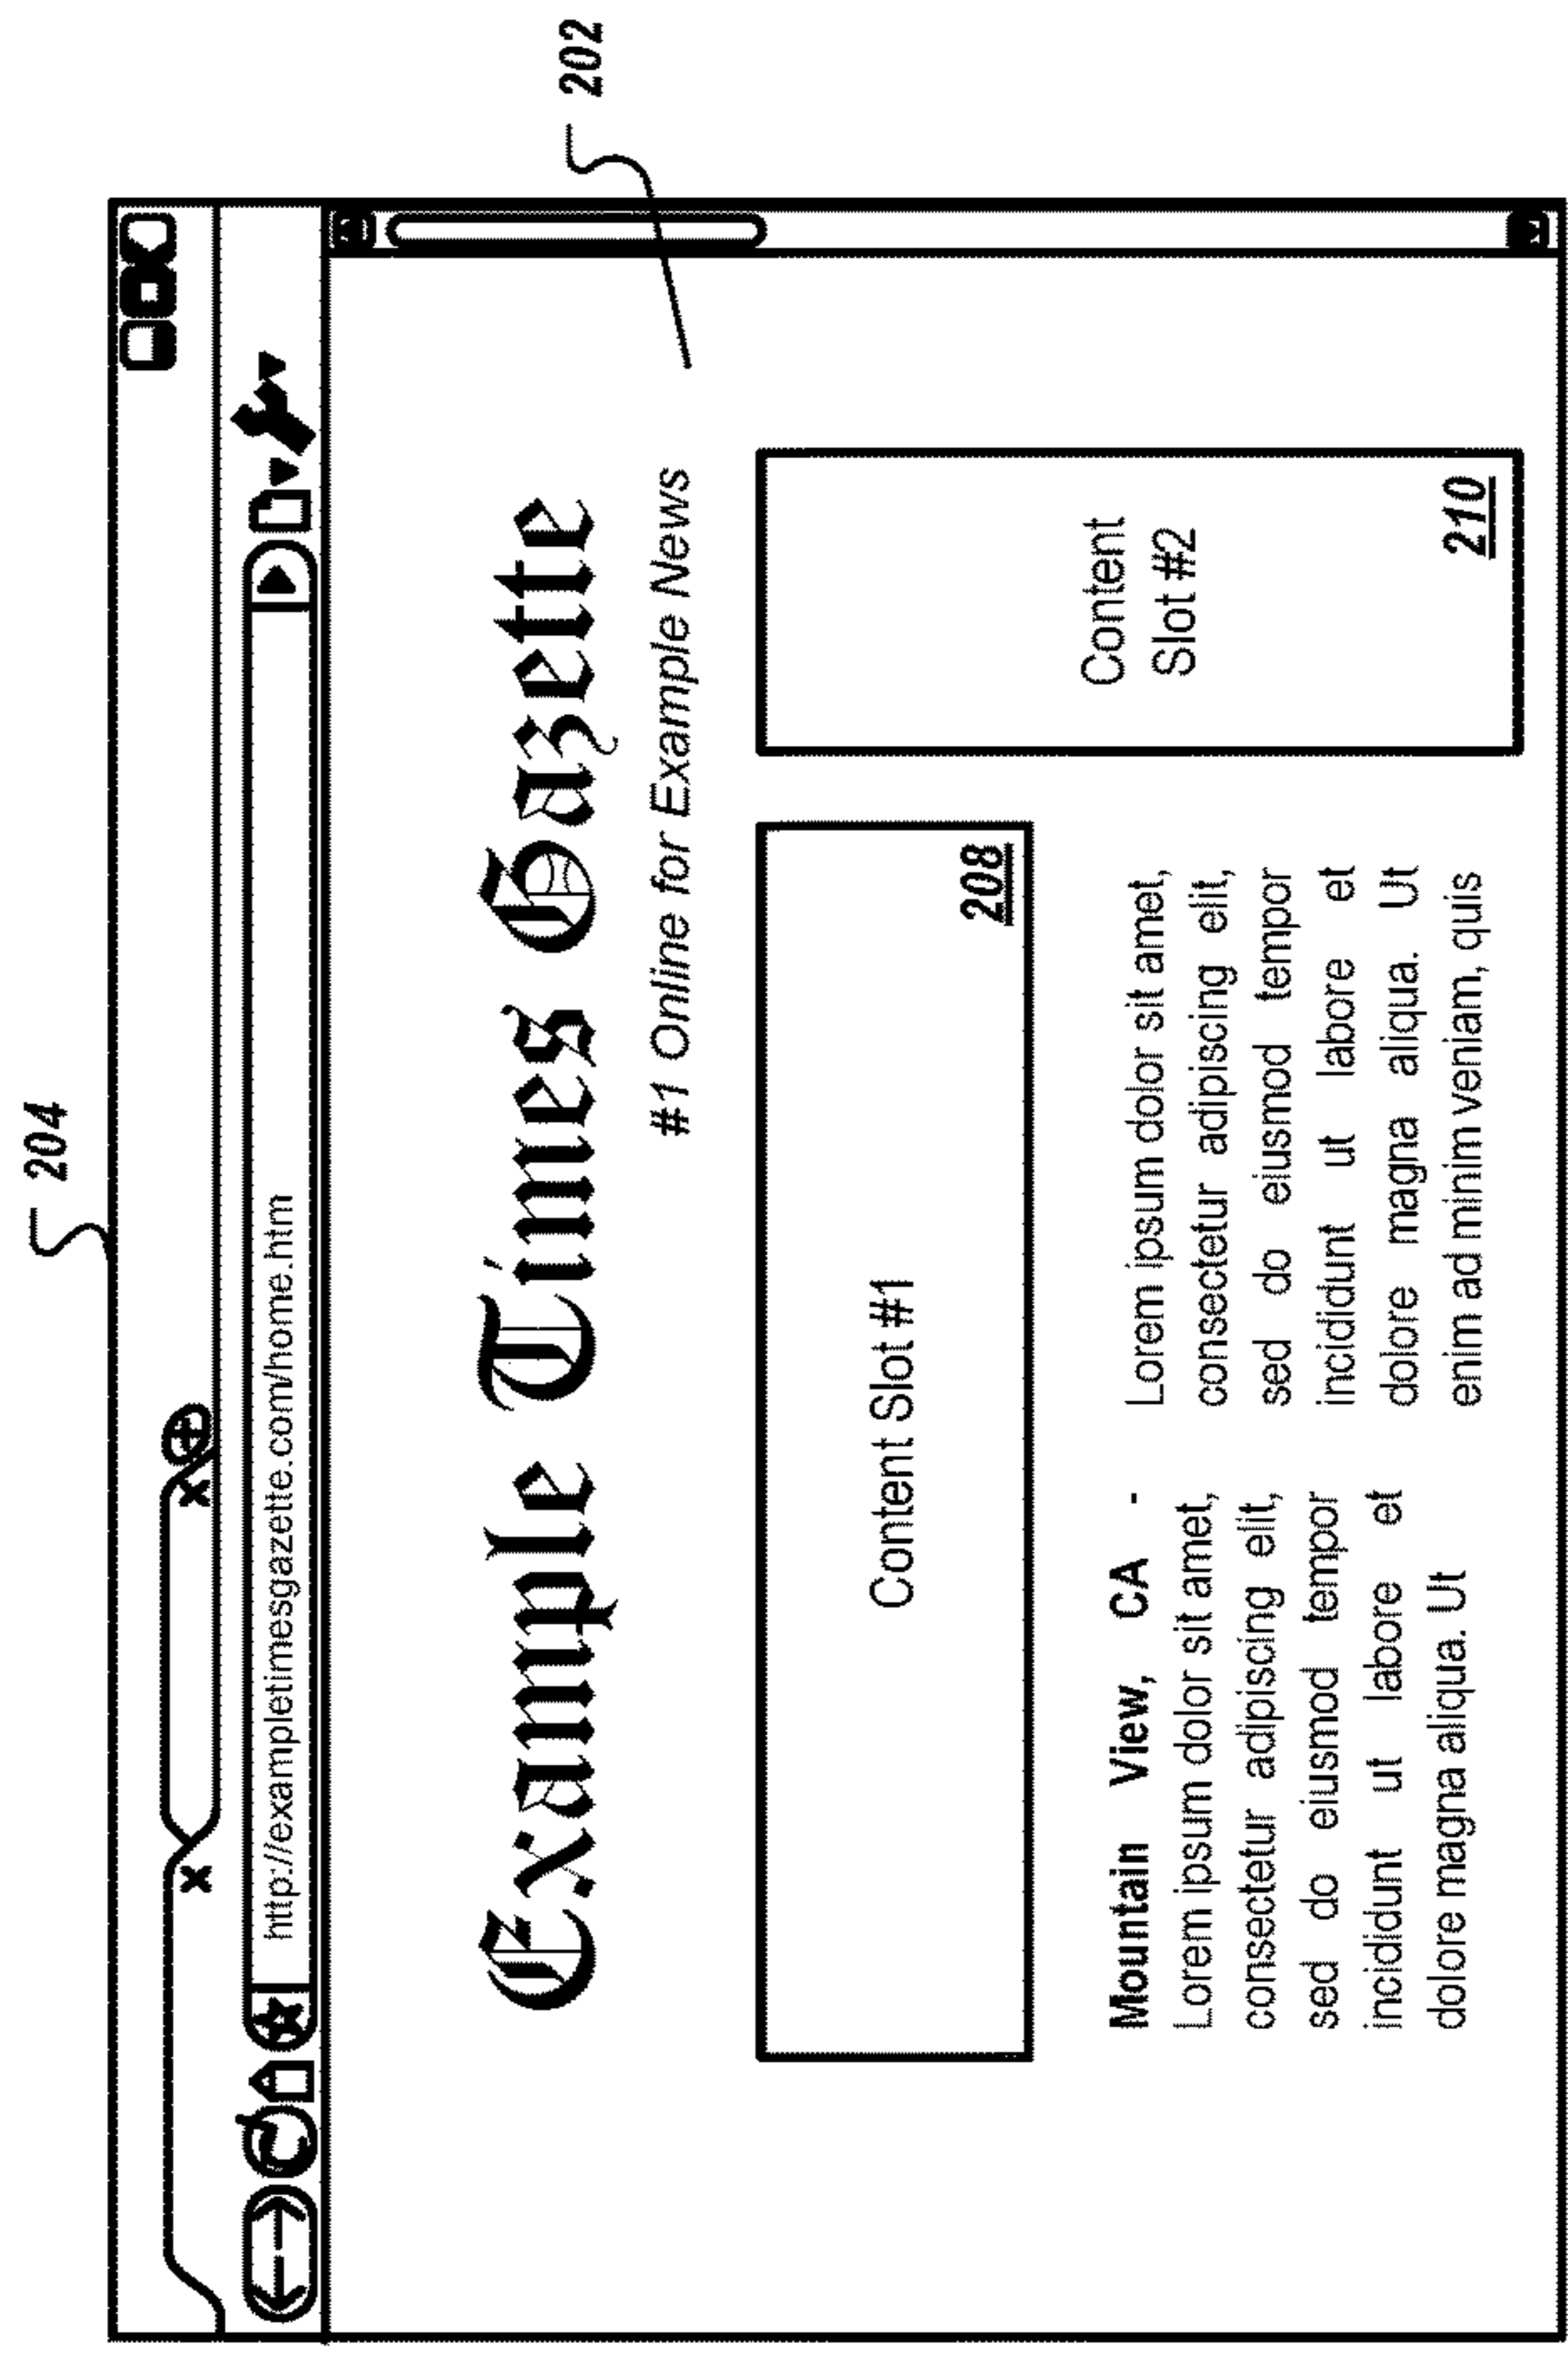 204
http://exampletimesgazette.com/home.htm
202
Example Times Gazette
#1 Online for Example News
Content Slot #1
208
Content
Slot #2
210
Mountain View, CA -
Lorem ipsum dolor sit amet,
consectetur adipiscing elit,
sed do eiusmod tempor
incididunt ut labore et
dolore magna aliqua. Ut
Lorem ipsum dolor sit amet,
consectetur adipiscing elit,
sed do eiusmod tempor
incididunt ut labore et
dolore magna aliqua. Ut
enim ad minim veniam, quis